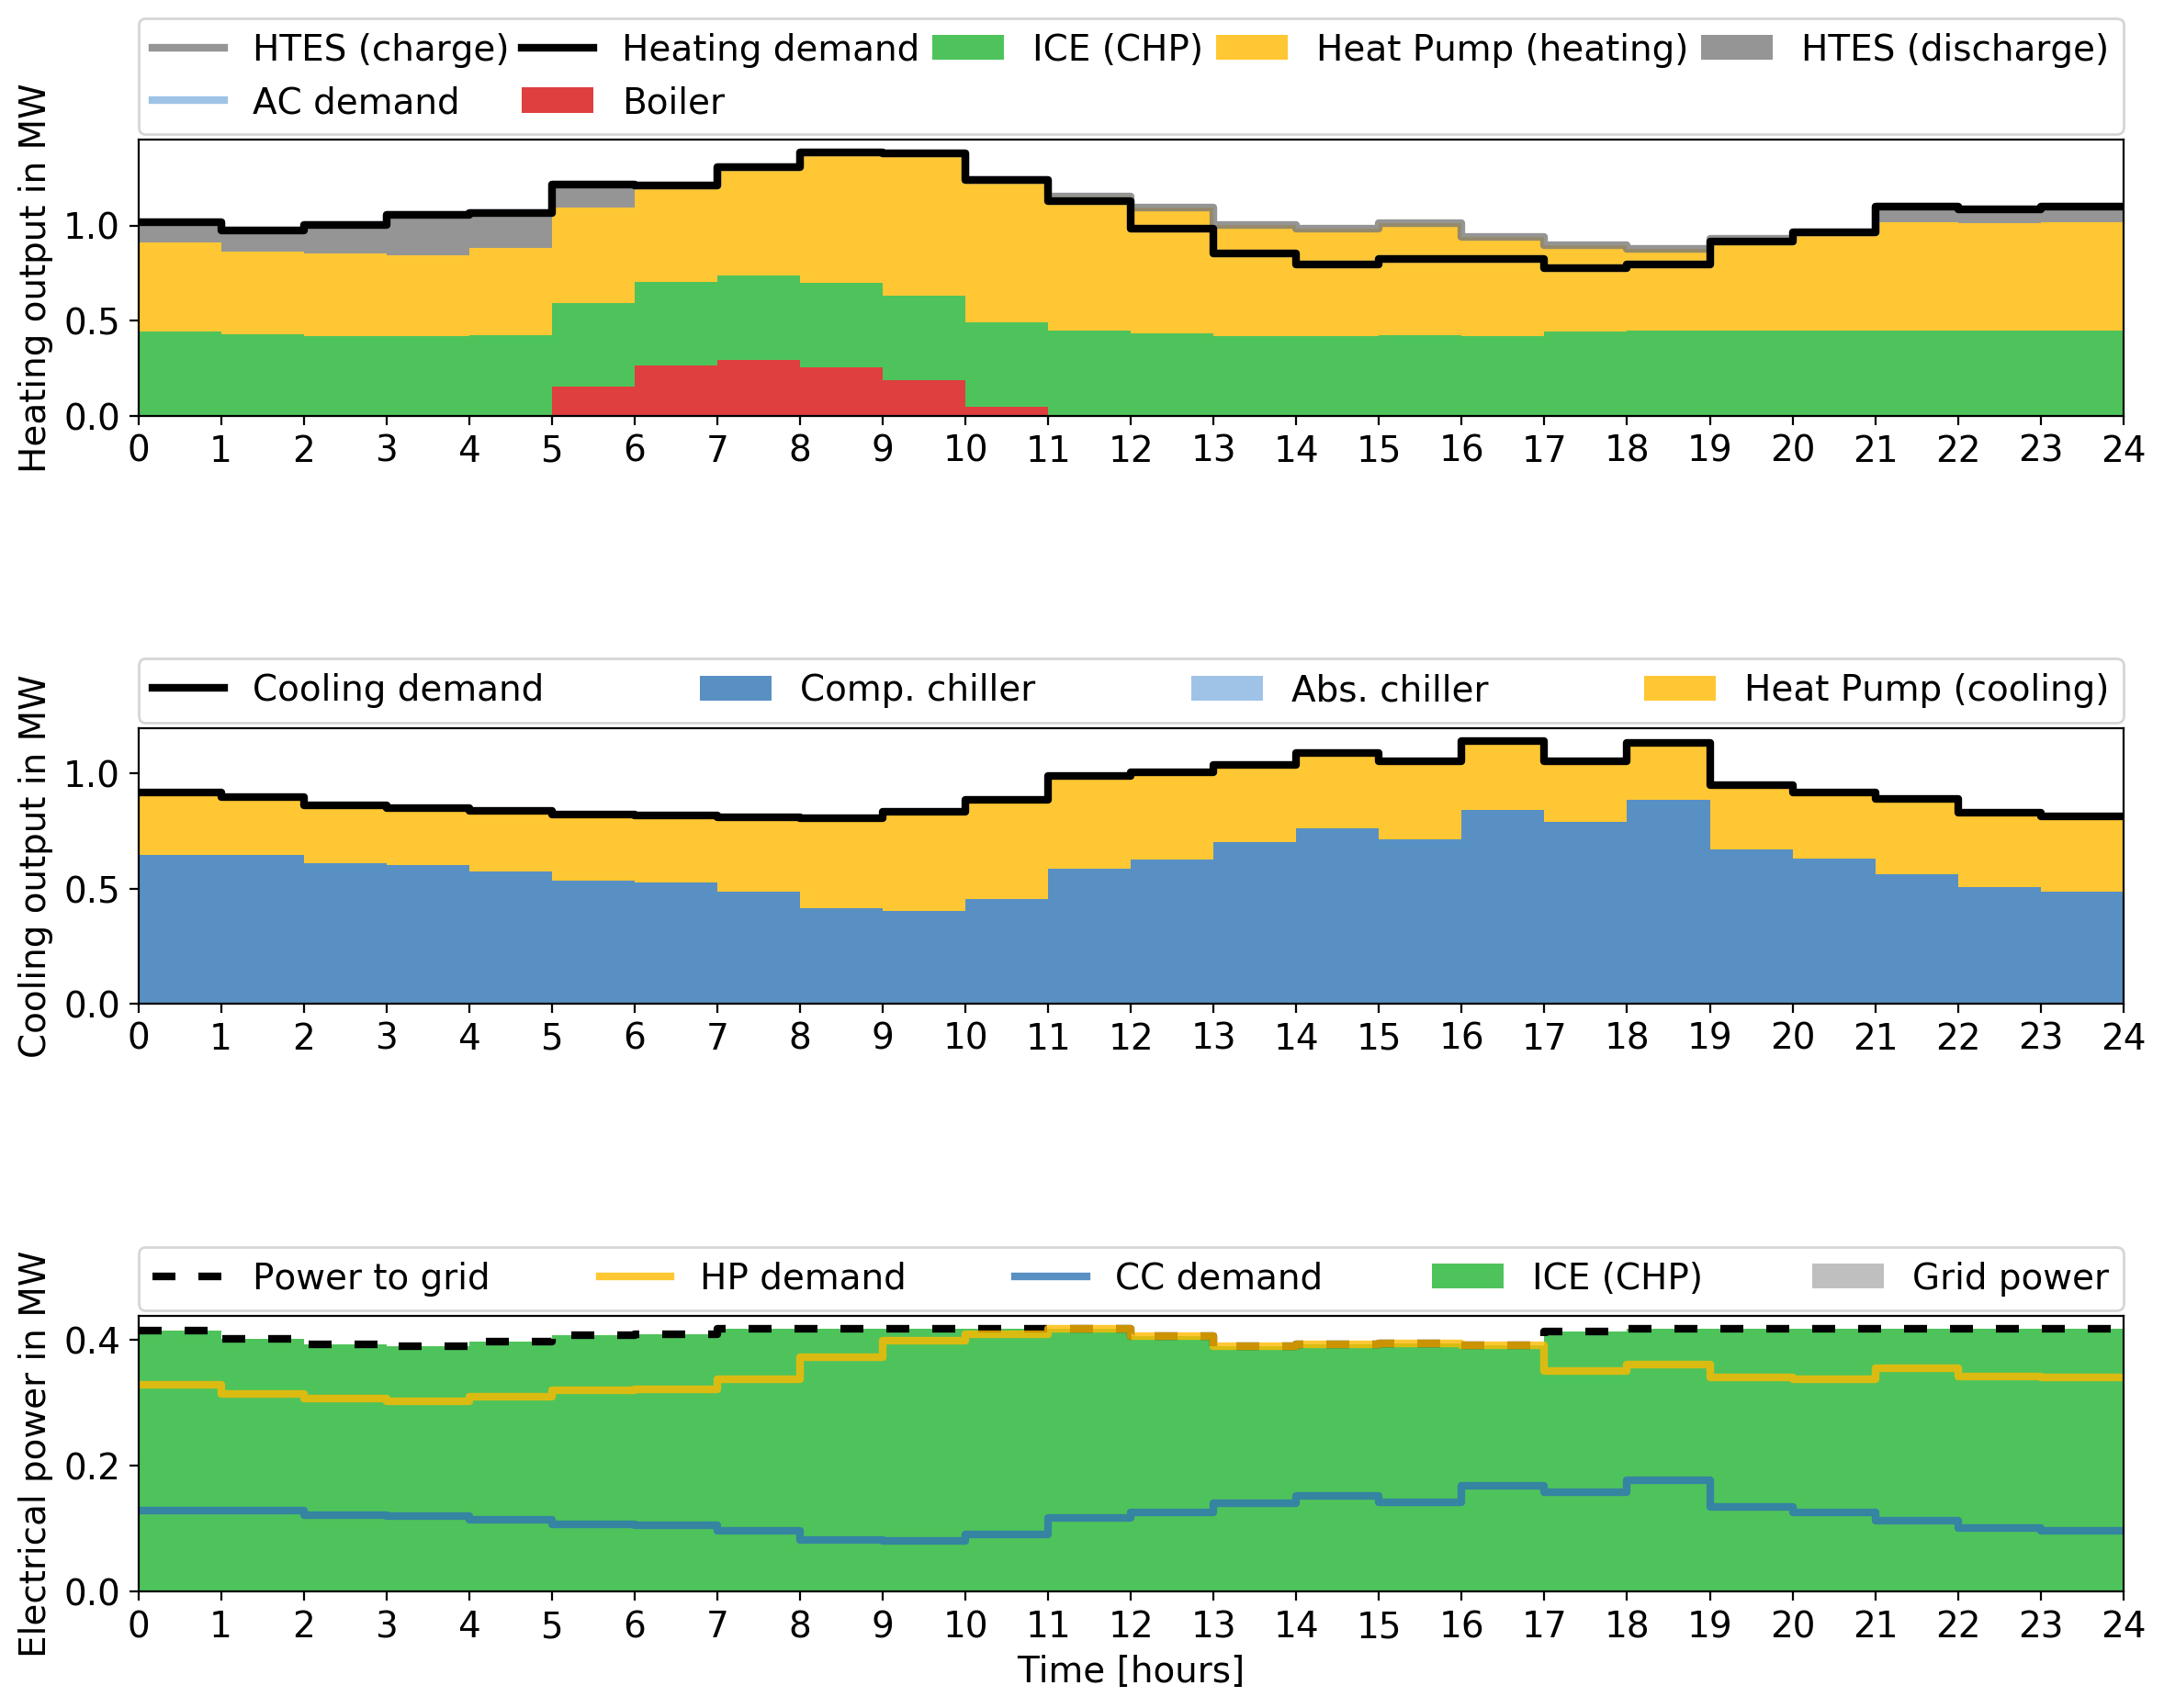 HTES (charge) Heating demand ICE (CHP) Heat Pump (heating) HTES (discharge)
AC demand Boiler
Heating output in MW
1.0
0.5
0.0
0 1 2 3 4 5 6 7 8 9 10 11 12 13 14 15 16 17 18 19 20 21 22 23 24
Cooling demand Comp. chiller Abs. chiller Heat Pump (cooling)
Cooling output in MW
1.0
0.5
0.0
0 1 2 3 4 5 6 7 8 9 10 11 12 13 14 15 16 17 18 19 20 21 22 23 24
Power to grid HP demand CC demand ICE (CHP) Grid power
Electrical power in MW
0.4
0.2
0.0
0 1 2 3 4 5 6 7 8 9 10 11 12 13 14 15 16 17 18 19 20 21 22 23 24
Time [hours]